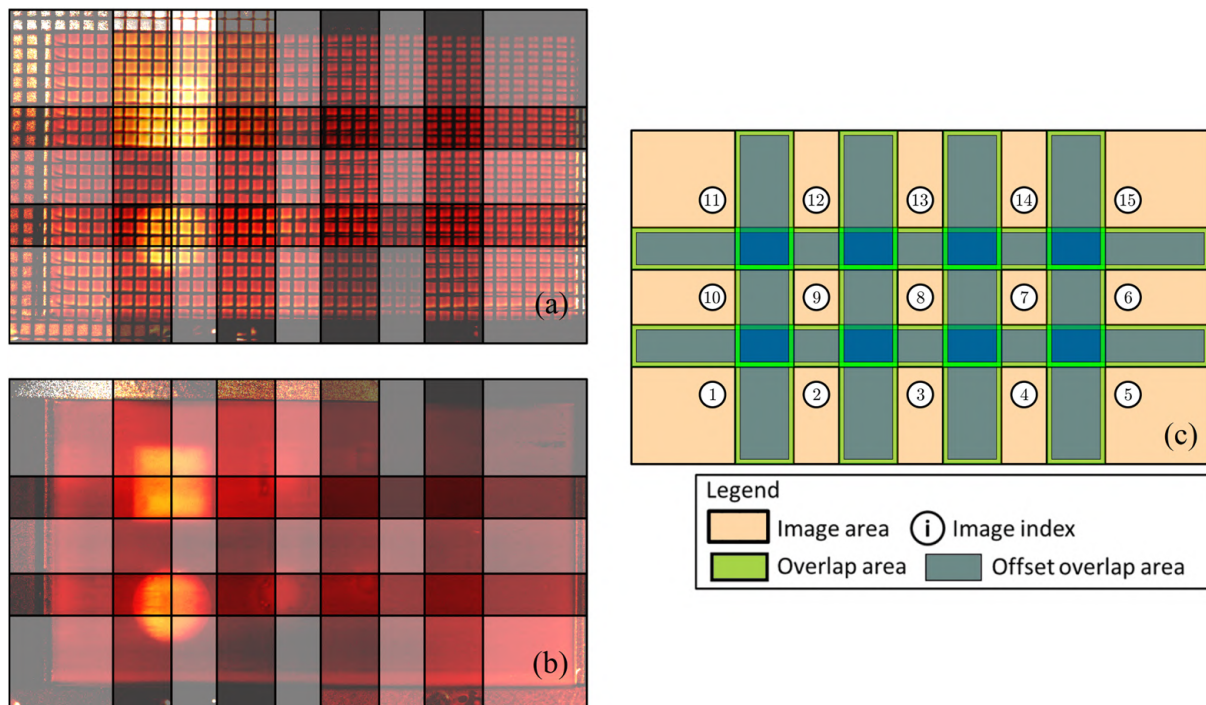 (a)
(b)
11 12 13 14 15
10 9 8 7 6
1 2 3 4 5
(c)
Legend
Image area i Image index
Overlap area Offset overlap area